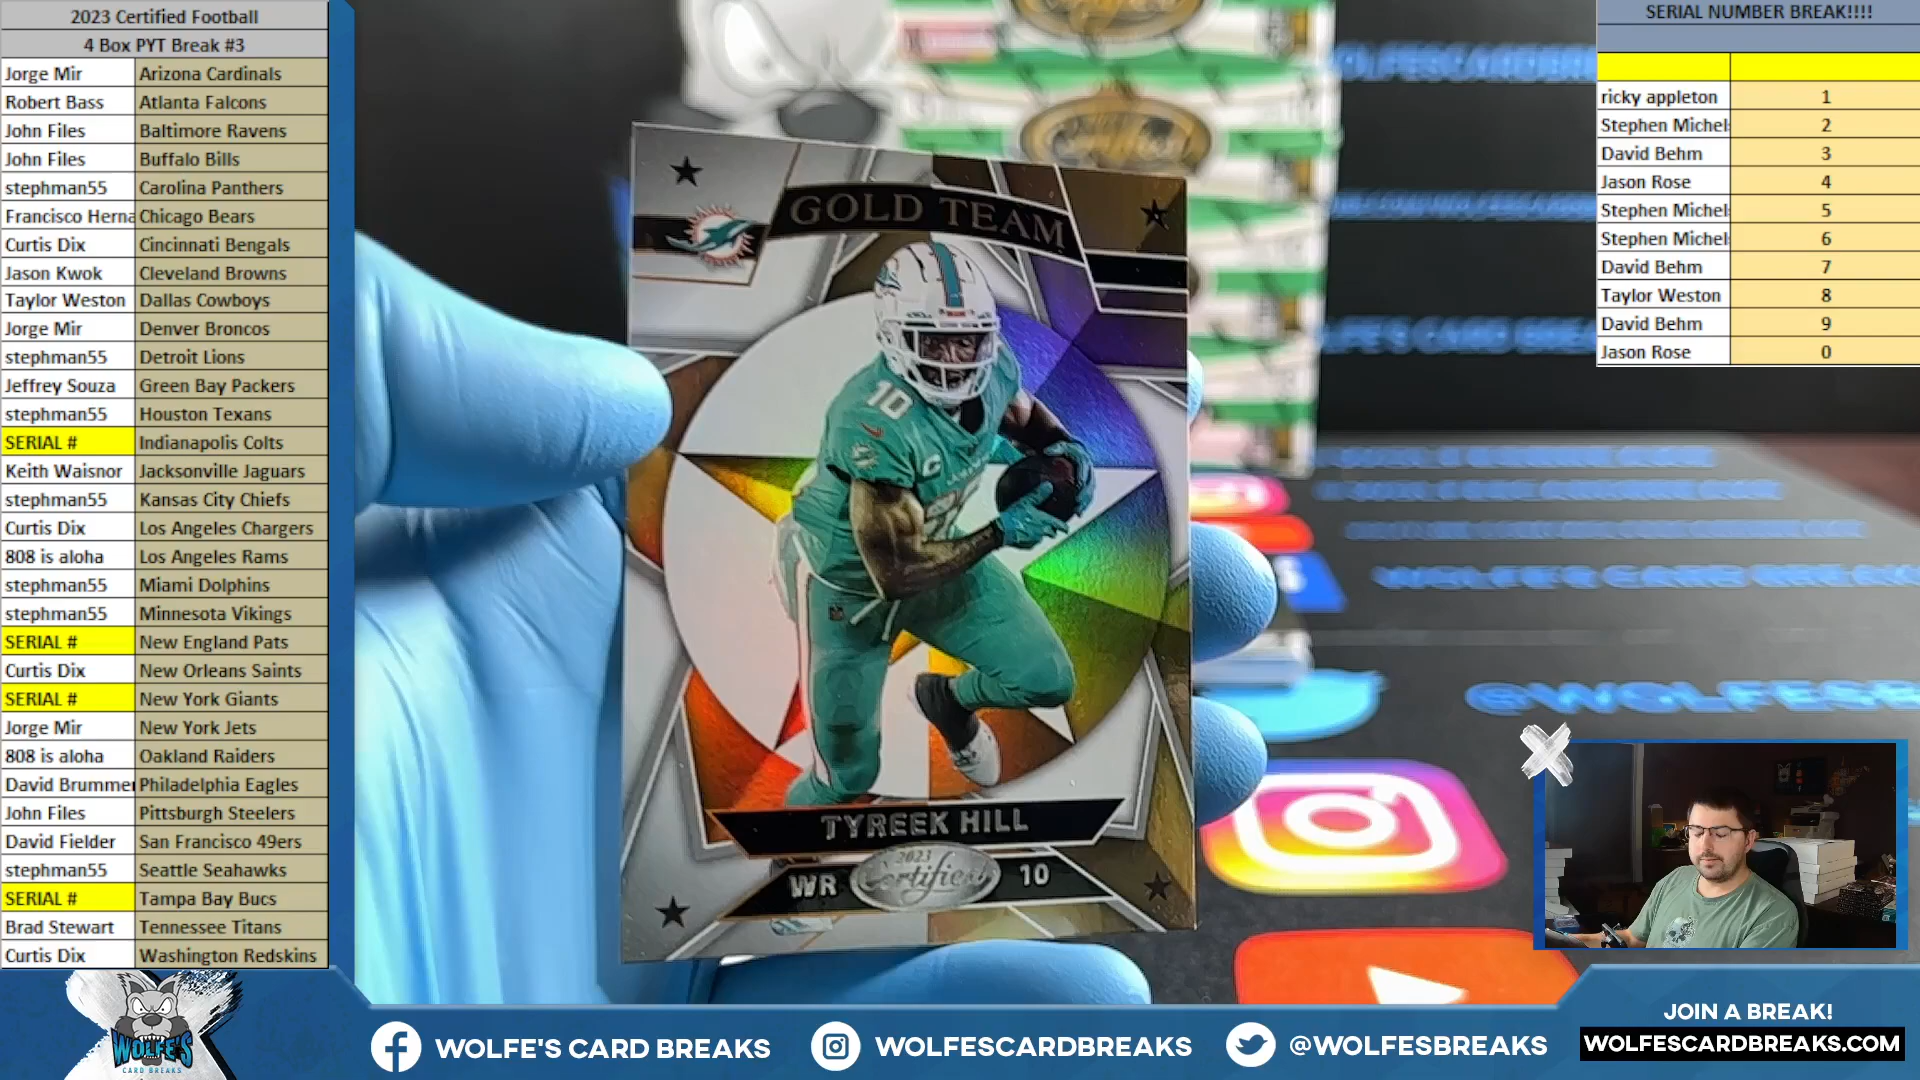 2023 Certified Football
4 Box PYT Break #3
Jorge Mir Arizona Cardinals
Robert Bass Atlanta Falcons
John Files Baltimore Ravens
John Files Buffalo Bills
stephman55 Carolina Panthers
Francisco Herna Chicago Bears
Curtis Dix Cincinnati Bengals
Jason Kwok Cleveland Browns
Taylor Weston Dallas Cowboys
Jorge Mir Denver Broncos
stephman55 Detroit Lions
Jeffrey Souza Green Bay Packers
stephman55 Houston Texans
SERIAL # Indianapolis Colts
Keith Waisnor Jacksonville Jaguars
stephman55 Kansas City Chiefs
Curtis Dix Los Angeles Chargers
808 is aloha Los Angeles Rams
stephman55 Miami Dolphins
stephman55 Minnesota Vikings
SERIAL # New England Pats
Curtis Dix New Orleans Saints
SERIAL # New York Giants
Jorge Mir New York Jets
808 is aloha Oakland Raiders
David Brummer Philadelphia Eagles
John Files Pittsburgh Steelers
David Fielder San Francisco 49ers
stephman55 Seattle Seahawks
SERIAL # Tampa Bay Bucs
Brad Stewart Tennessee Titans
Curtis Dix Washington Redskins
GOLD TEAM
10
TYREEK HILL
2023
Certified
WR 10
SERIAL NUMBER BREAK!!!!
ricky appleton 1
Stephen Michel 2
David Behm 3
Jason Rose 4
Stephen Michel 5
Stephen Michel 6
David Behm 7
Taylor Weston 8
David Behm 9
Jason Rose 0
WOLFE'S CARD BREAKS
@WOLFESB
WOLFE'S
CARD BREAKS
WOLFE'S CARD BREAKS
WOLFESCARDBREAKS
@WOLFESBREAKS
JOIN A BREAK!
WOLFESCARDBREAKS.COM